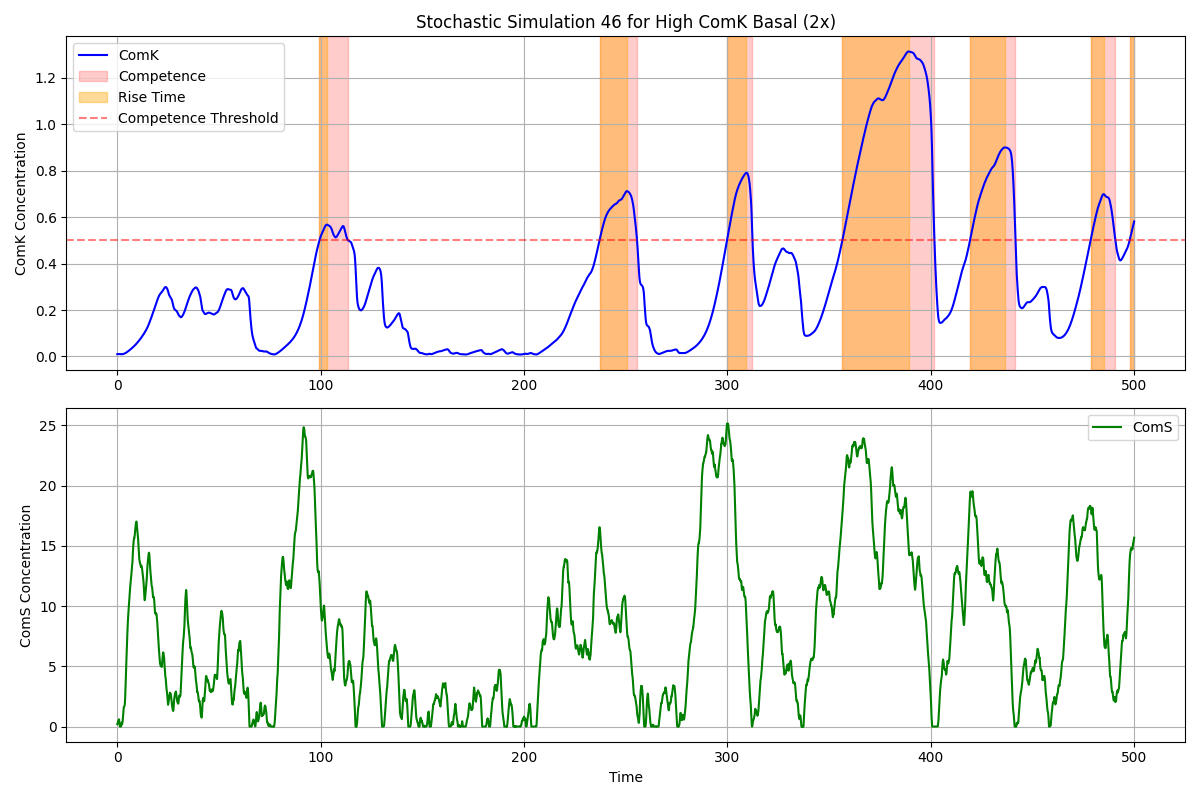 Stochastic Simulation 46 for High ComK Basal (2x)
ComK Concentration
1.2
1.0
0.8
0.6
0.4
0.2
0.0
ComK
Competence
Rise Time
Competence Threshold
0 100 200 300 400 500
ComS Concentration
25
20
15
10
5
0
ComS
0 100 200 300 400 500
Time